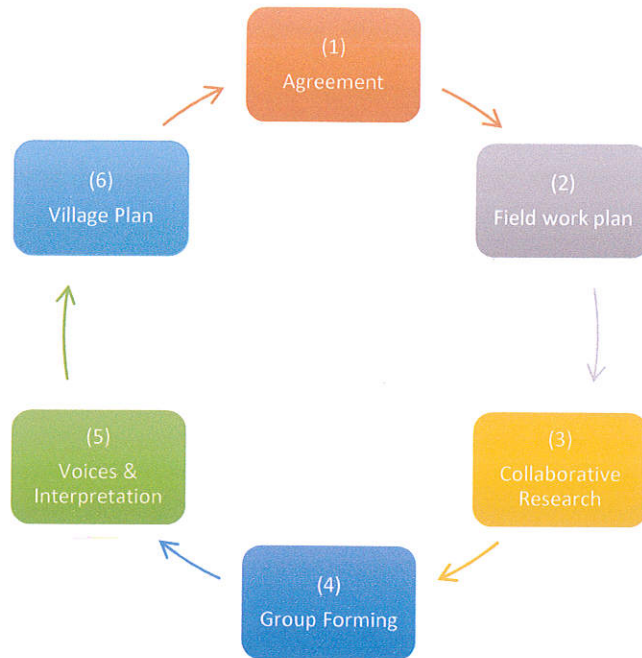 (1)
Agreement
(2)
Field work plan
(3)
Collaborative
Research
(4)
Group Forming
(5)
Voices &
Interpretation
(6)
Village Plan